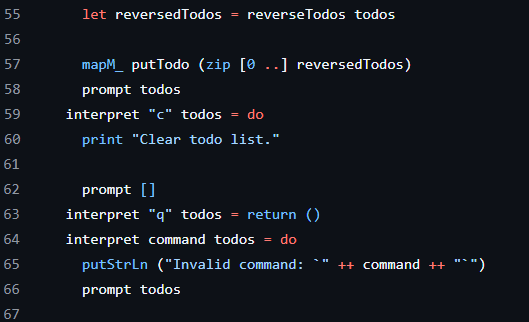 55 let reversedTodos = reverseTodos todos
56
57 mapM_ putTodo (zip [0 ..] reversedTodos)
58 prompt todos
59 interpret "c" todos = do
60 print "Clear todo list."
61
62 prompt []
63 interpret "q" todos = return ()
64 interpret command todos = do
65 putStrLn ("Invalid command: `" ++ command ++ "`")
66 prompt todos
67